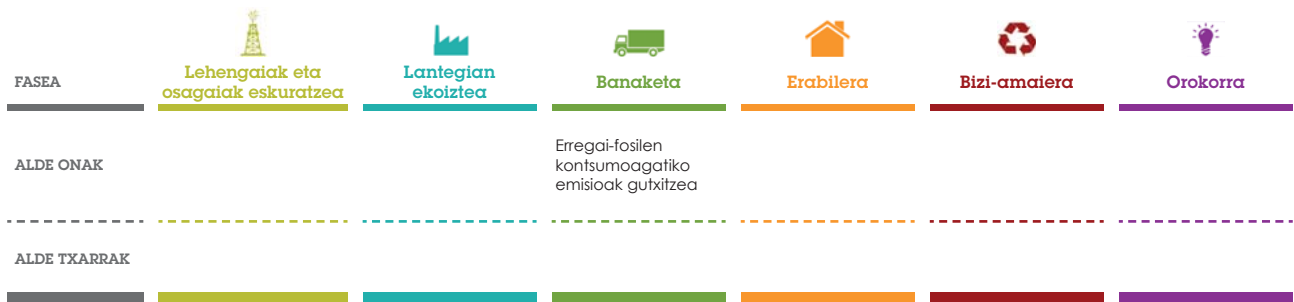 FASEA
Lehengaiak eta
osagaiak eskuratzea
Lantegian
ekoiztea
Banaketa
Erabilera
Bizi-amaiera
Orokorra
ALDE ONAK
Erregai-fosilen
kontsumoagatiko
emisioak gutxitzea
ALDE TXARRAK